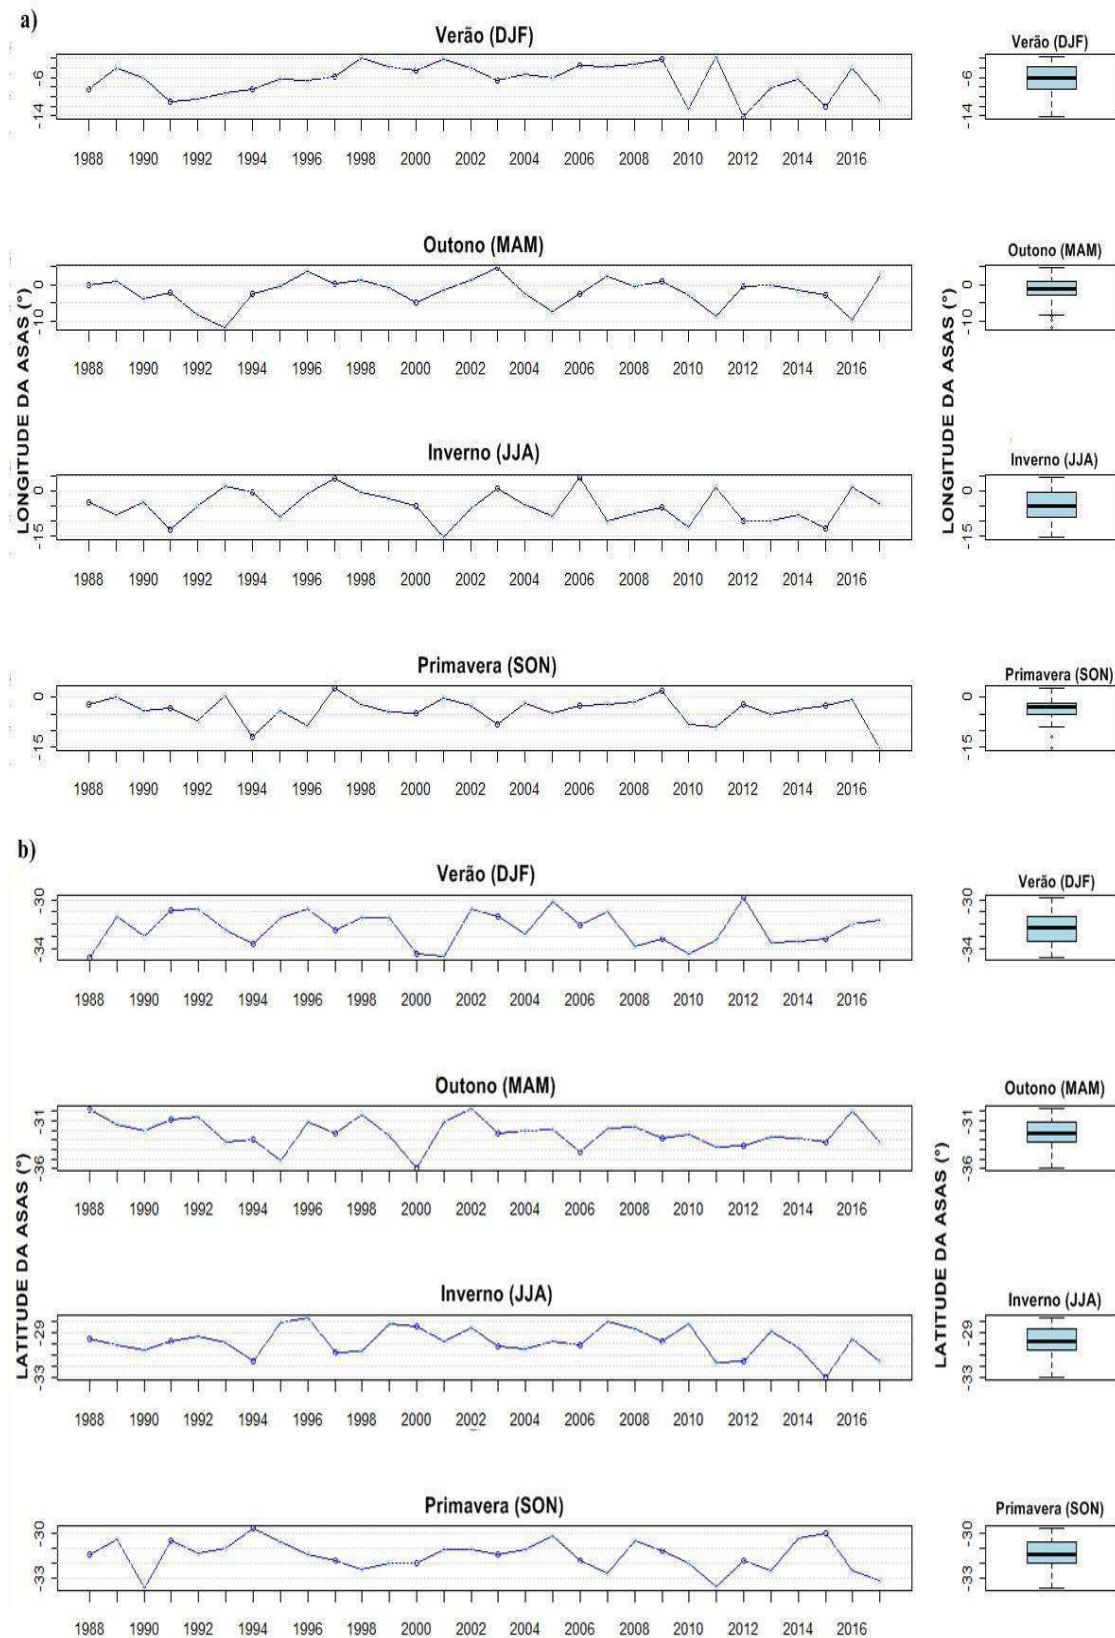 a)
Verão (DJF)
-6
-14
1988 1990 1992 1994 1996 1998 2000 2002 2004 2006 2008 2010 2012 2014 2016
Verão (DJF)
-6
-14
LONGITUDE DA ASAS (°)
Outono (MAM)
0
-10
1988 1990 1992 1994 1996 1998 2000 2002 2004 2006 2008 2010 2012 2014 2016
LONGITUDE DA ASAS (°)
Outono (MAM)
0
-10
Inverno (JJA)
0
-15
1988 1990 1992 1994 1996 1998 2000 2002 2004 2006 2008 2010 2012 2014 2016
Inverno (JJA)
0
-15
Primavera (SON)
0
-15
1988 1990 1992 1994 1996 1998 2000 2002 2004 2006 2008 2010 2012 2014 2016
Primavera (SON)
0
-15
b)
Verão (DJF)
-30
-34
1988 1990 1992 1994 1996 1998 2000 2002 2004 2006 2008 2010 2012 2014 2016
Verão (DJF)
-30
-34
LATITUDE DA ASAS (°)
Outono (MAM)
-31
-36
1988 1990 1992 1994 1996 1998 2000 2002 2004 2006 2008 2010 2012 2014 2016
LATITUDE DA ASAS (°)
Outono (MAM)
-31
-36
Inverno (JJA)
-29
-33
1988 1990 1992 1994 1996 1998 2000 2002 2004 2006 2008 2010 2012 2014 2016
Inverno (JJA)
-29
-33
Primavera (SON)
-30
-33
1988 1990 1992 1994 1996 1998 2000 2002 2004 2006 2008 2010 2012 2014 2016
Primavera (SON)
-30
-33